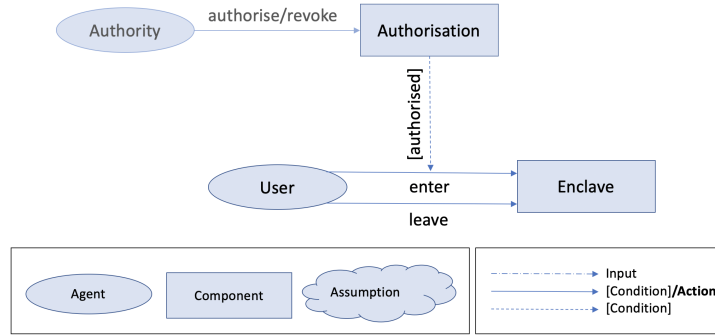 authorise/revoke
Authority
Authorisation
[authorised]
User
enter
Enclave
leave
Agent
Component
Assumption
Input
[Condition]/Action
[Condition]